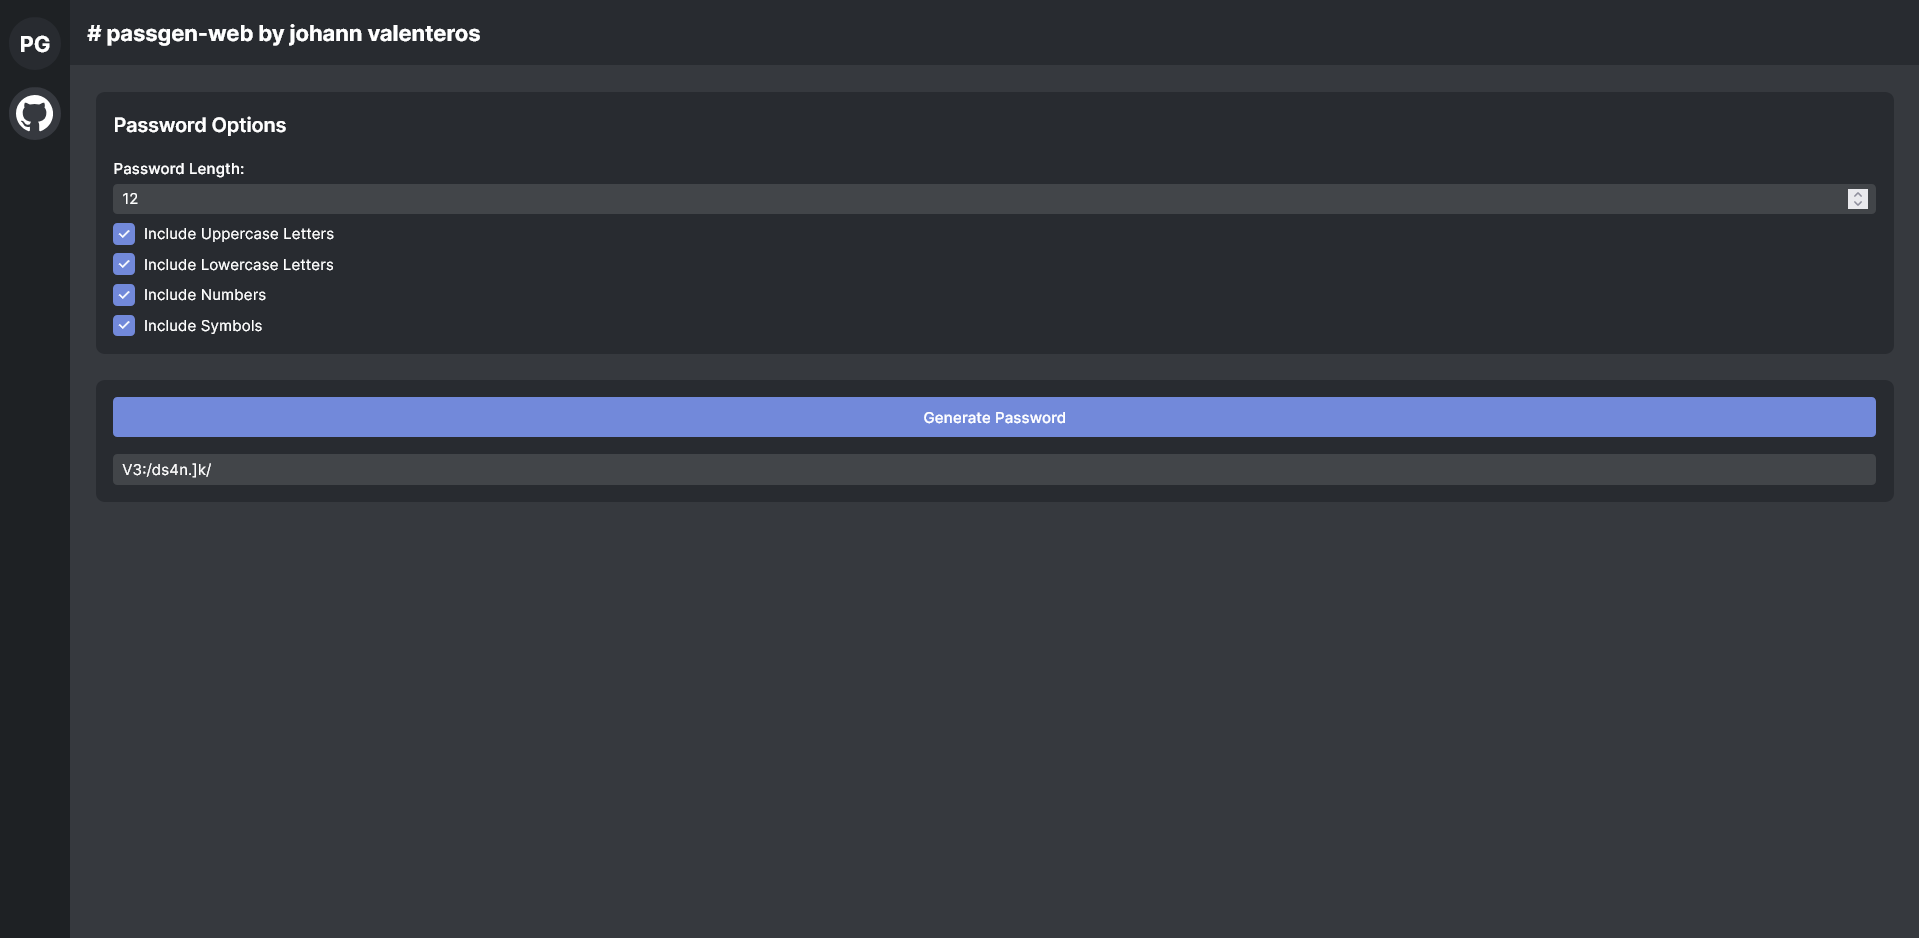 PG
# passgen-web by johann valenteros
Password Options
Password Length:
12
Include Uppercase Letters
Include Lowercase Letters
Include Numbers
Include Symbols
Generate Password
V3:/ds4n.]k/